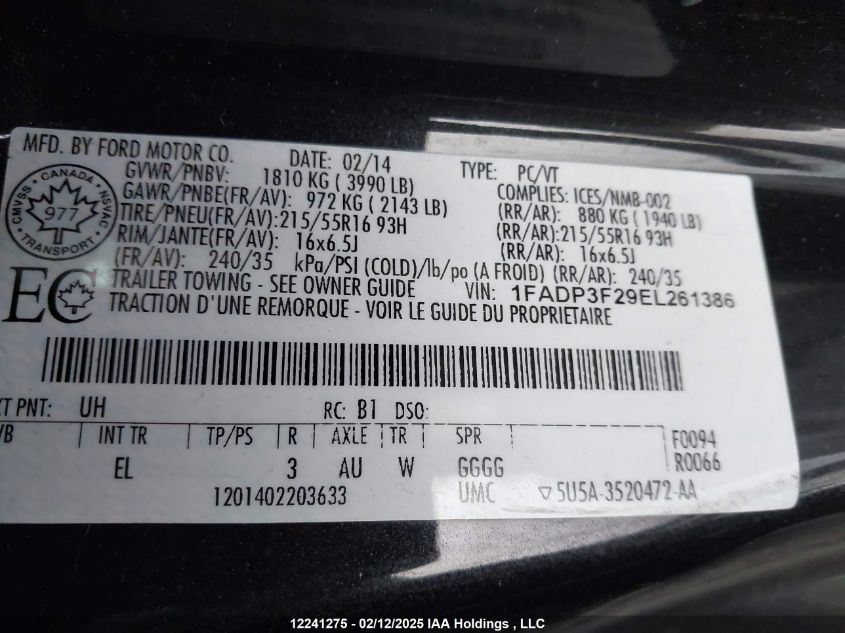 MFD. BY FORD MOTOR CO. DATE: 02/14 TYPE: PC/VT
GVWR/PNBV: 1810 KG ( 3990 LB) COMPLIES: ICES/NMB-002
GAWR/PNBE(FR/AV): 972 KG ( 2143 LB) (RR/AR): 880 KG ( 1940 LB)
TIRE/PNEU(FR/AV):215/55R16 93H (RR/AR):215/55R16 93H
RIM/JANTE(FR/AV): 16x6.5J (RR/AR): 16x6.5J
(FR/AV): 240/35 kPa/PSI (COLD)/lb/po (A FROID) (RR/AR): 240/35
TRAILER TOWING - SEE OWNER GUIDE VIN: 1FADP3F29EL261386
TRACTION D'UNE REMORQUE - VOIR LE GUIDE DU PROPRIETAIRE
CANADA
CMVSS 977 NSVAC
TRANSPORT
EC
XT PNT: UH RC: B1 DSO:
/B INT TR TP/PS R AXLE TR SPR F0094
EL 3 AU W GGGG R0066
1201402203633 UMC ▽5U5A-3520472-AA
12241275 - 02/12/2025 IAA Holdings , LLC